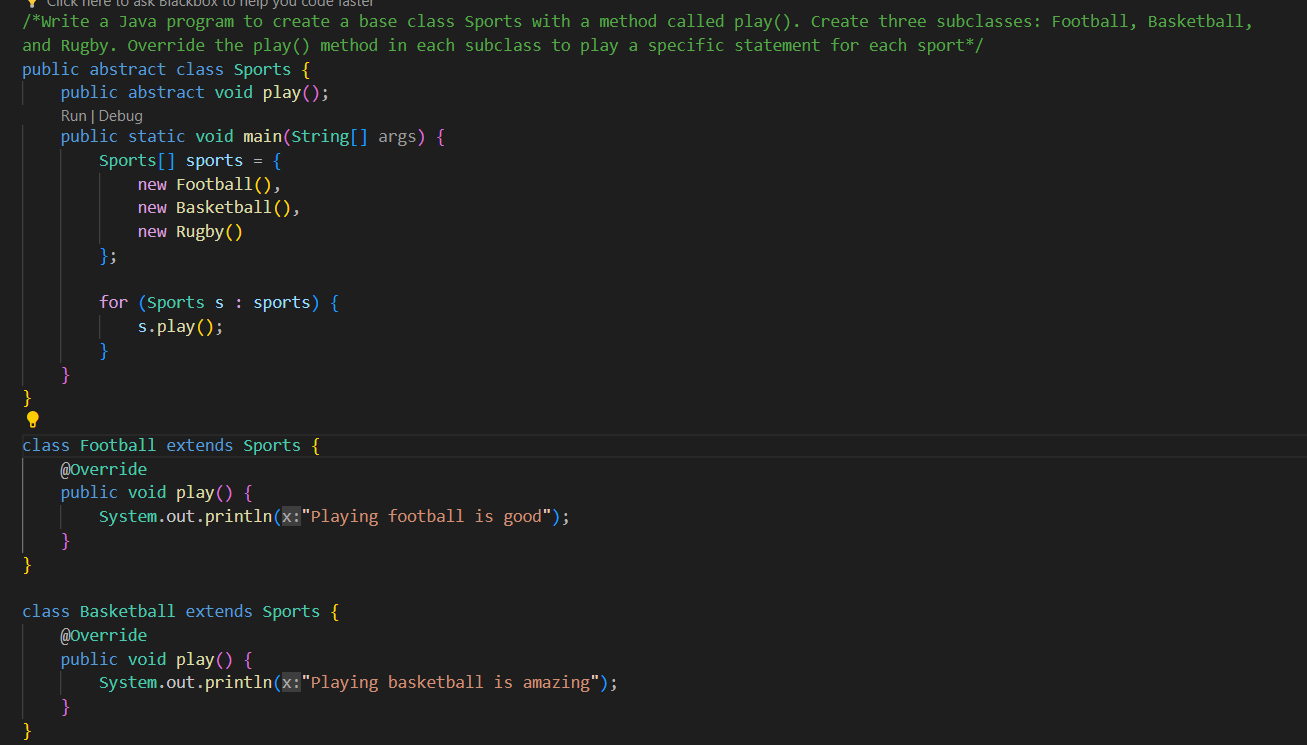 Click here to ask Blackbox to help you code faster
/*Write a Java program to create a base class Sports with a method called play(). Create three subclasses: Football, Basketball,
and Rugby. Override the play() method in each subclass to play a specific statement for each sport*/
public abstract class Sports {
    public abstract void play();
    Run | Debug
    public static void main(String[] args) {
        Sports[] sports = {
            new Football(),
            new Basketball(),
            new Rugby()
        };

        for (Sports s : sports) {
            s.play();
        }
    }
}

class Football extends Sports {
    @Override
    public void play() {
        System.out.println(x:"Playing football is good");
    }
}

class Basketball extends Sports {
    @Override
    public void play() {
        System.out.println(x:"Playing basketball is amazing");
    }
}